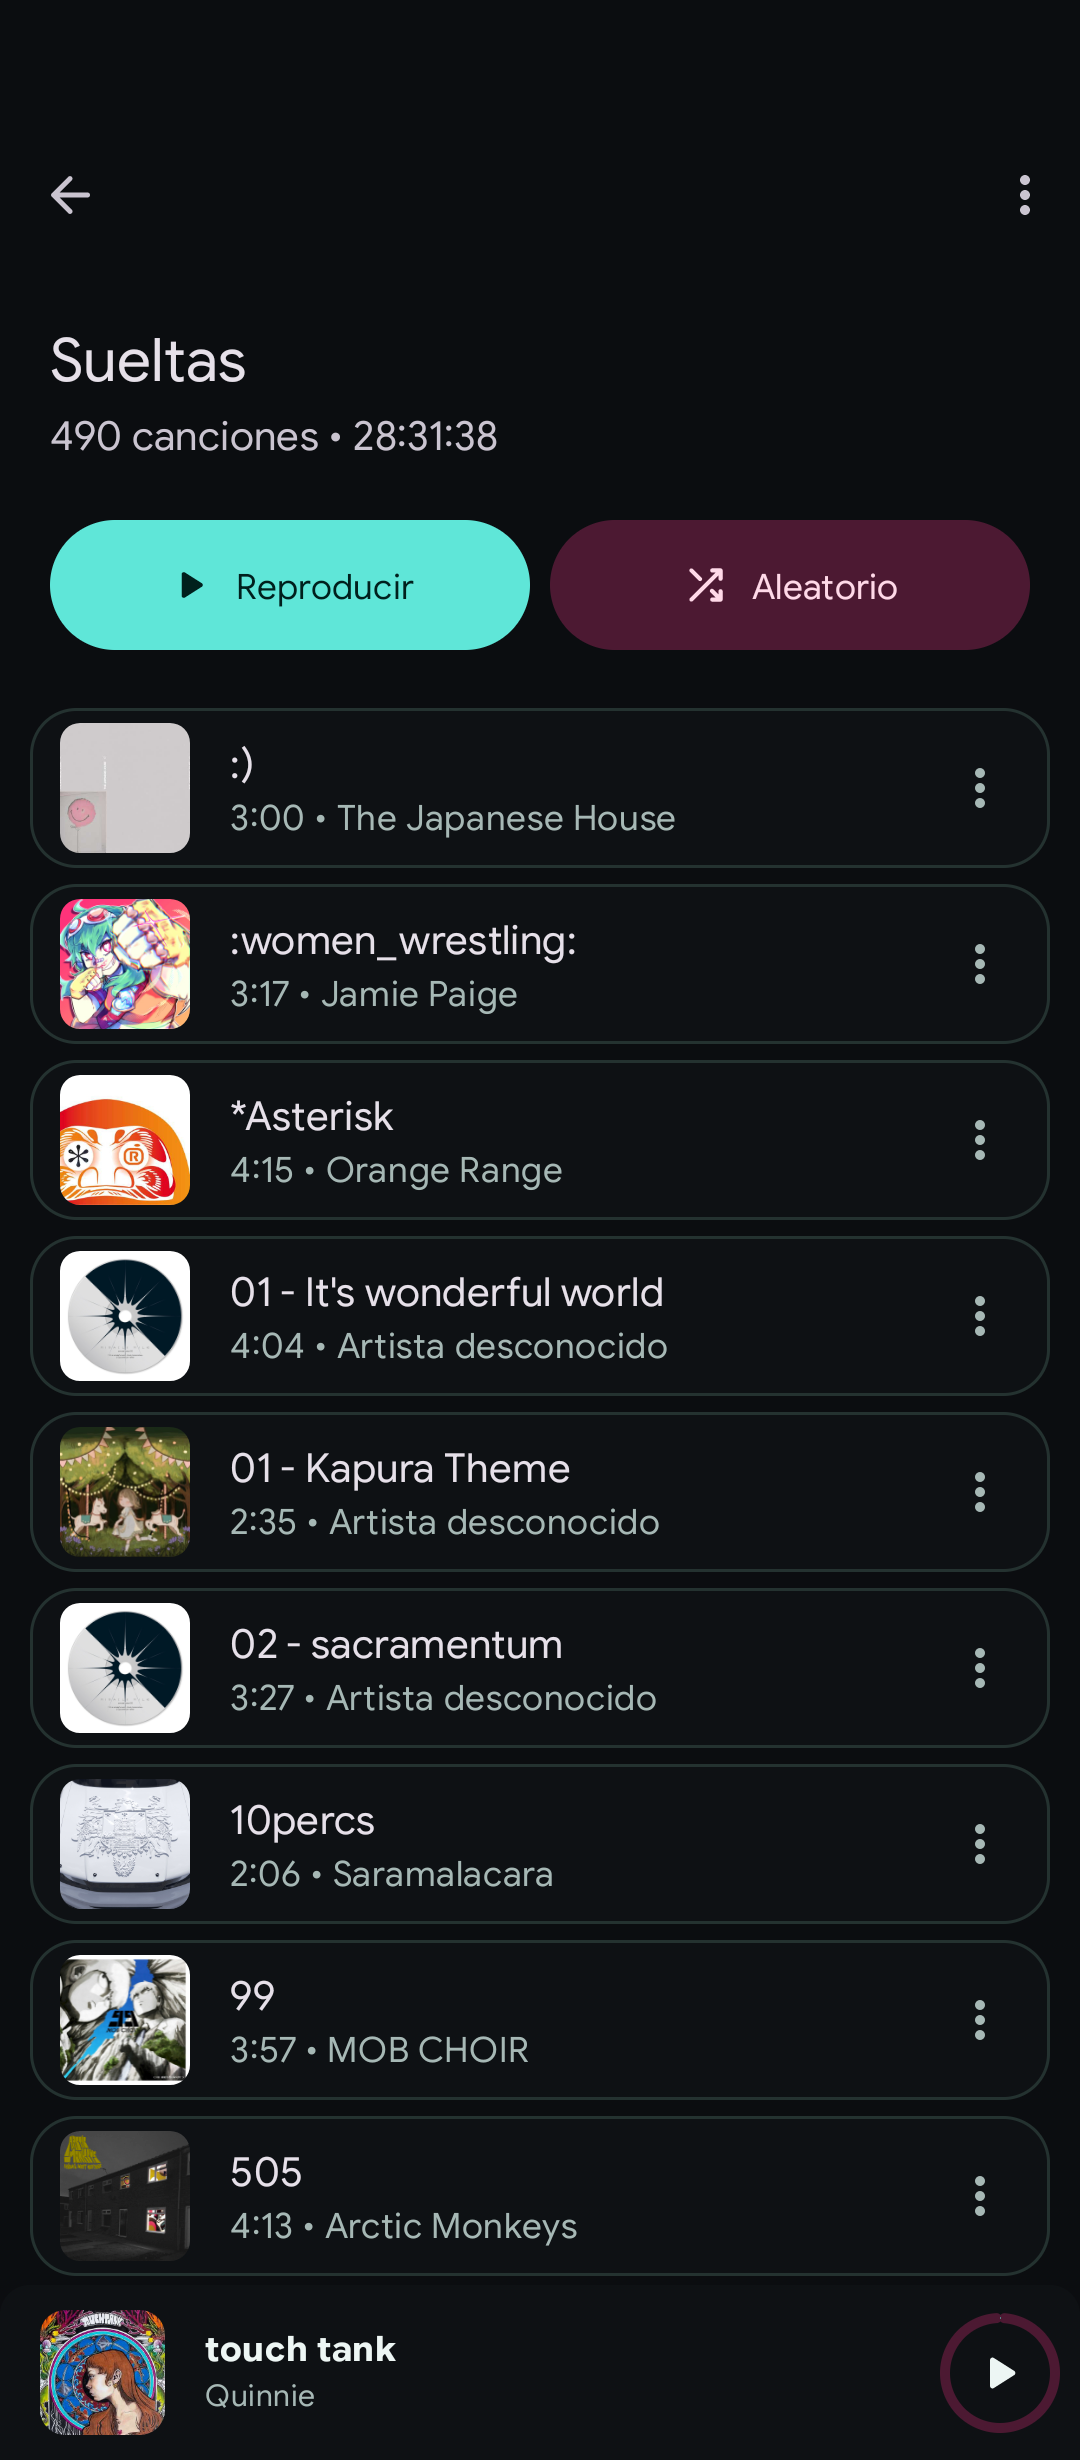 Sueltas
490 canciones • 28:31:38
Reproducir
Aleatorio
:)
3:00 • The Japanese House
:women_wrestling:
3:17 • Jamie Paige
*Asterisk
4:15 • Orange Range
01 - It's wonderful world
4:04 • Artista desconocido
01 - Kapura Theme
2:35 • Artista desconocido
02 - sacramentum
3:27 • Artista desconocido
10percs
2:06 • Saramalacara
99
3:57 • MOB CHOIR
505
4:13 • Arctic Monkeys
touch tank
Quinnie